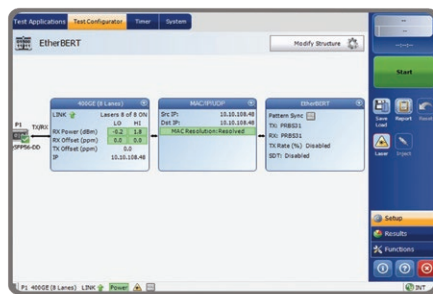 Test Applications Test Configurator Timer System
EtherBERT
Modify Structure
--
--
--:--:--
Start
400GE (8 Lanes)
LINK Lasers 8 of 8 ON
LO HI
RX Power (dBm) -0.2 1.8
RX Offset (ppm) 0.0 0.0
TX Offset (ppm) 0.0
IP 10.10.108.48
MAC/IP/UDP
Src IP: 10.10.108.48
Dst IP: 10.10.108.48
MAC Resolution:Resolved
EtherBERT
Pattern Sync
TX: PRBS31
RX: PRBS31
TX Rate (%) Disabled
SDT: Disabled
P1 TX/RX
QSFP56-DD
Save Load
Report
Reset
Laser
Inject
Setup
Results
Functions
P1 400GE (8 Lanes) LINK Power
INT